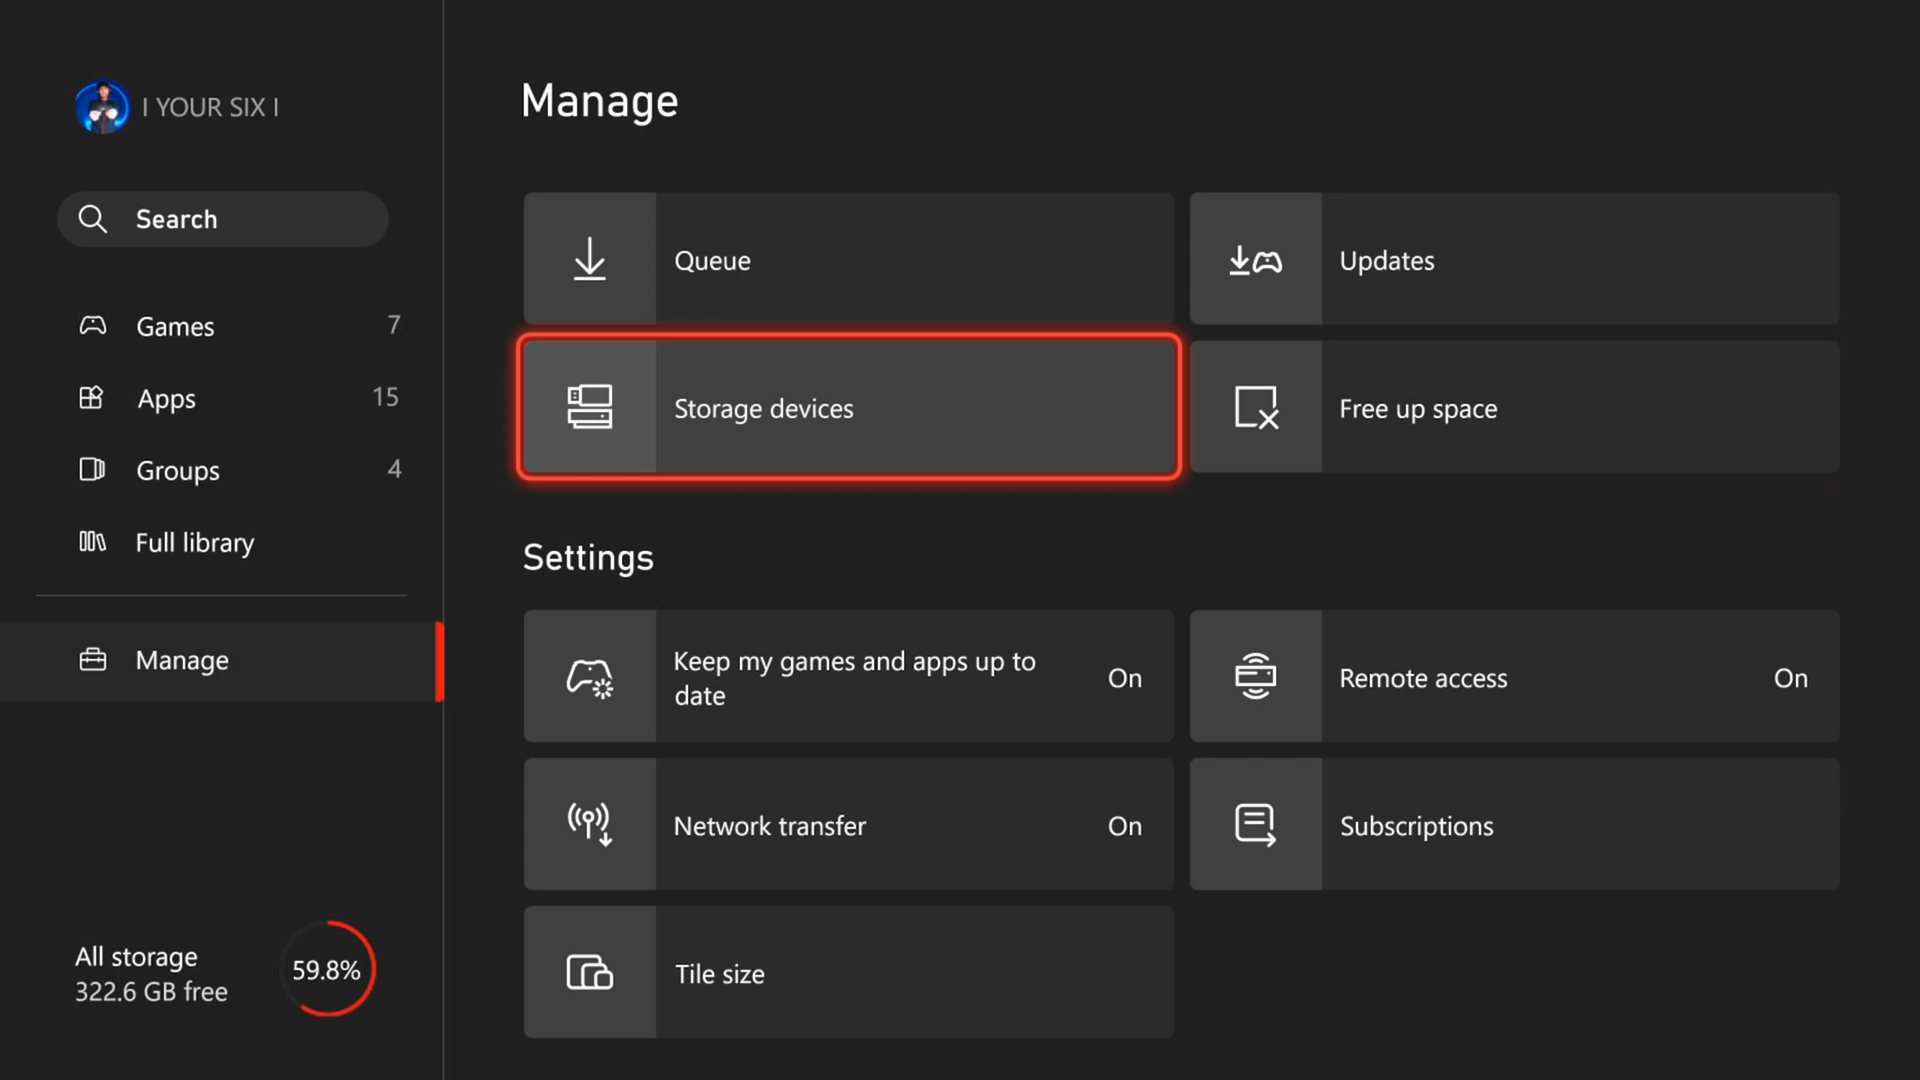 I YOUR SIX I
Search
Games 7
Apps 15
Groups 4
Full library
Manage
All storage
322.6 GB free
59.8%
Manage
Queue
Updates
Storage devices
Free up space
Settings
Keep my games and apps up to
date
On
Remote access On
Network transfer On
Subscriptions
Tile size